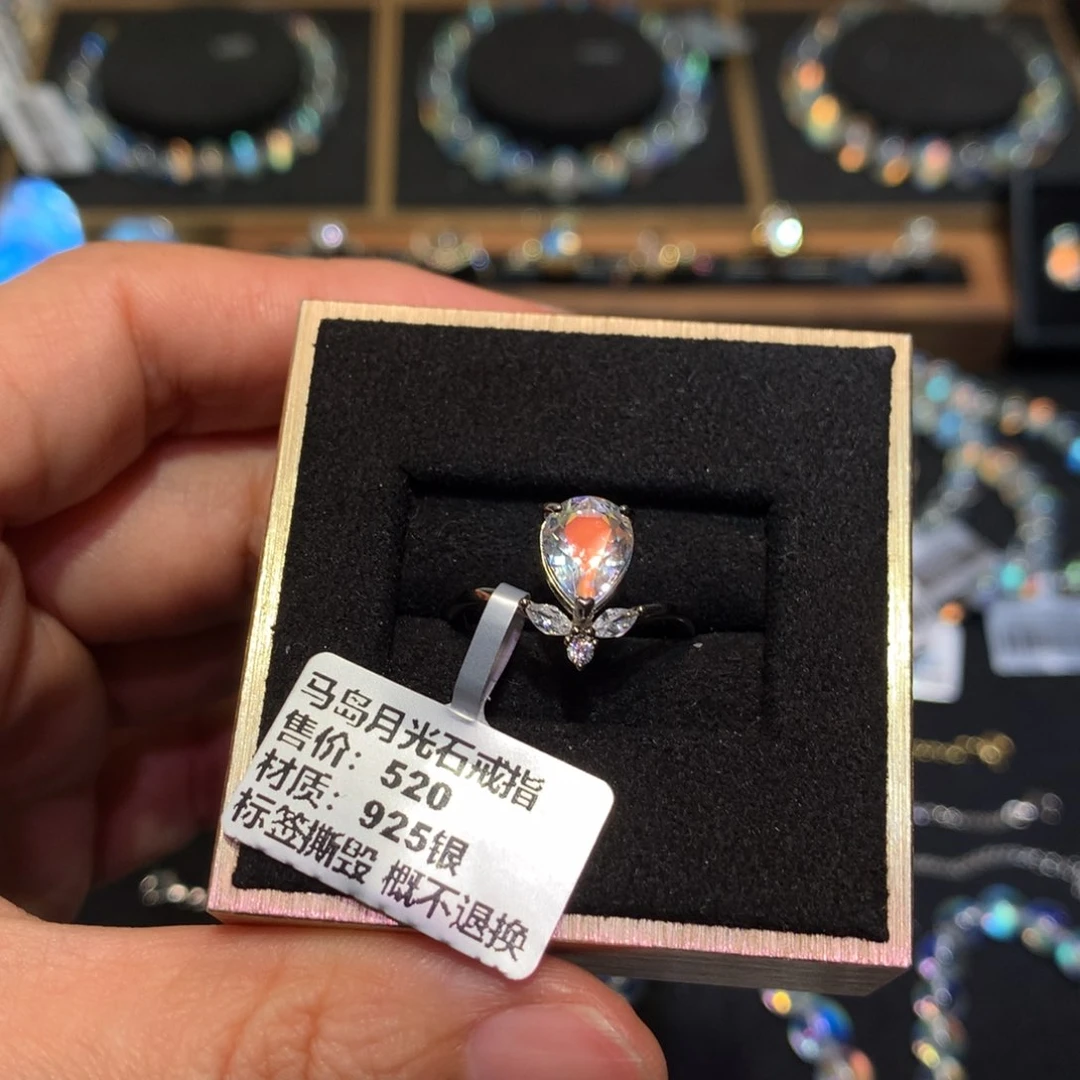 马岛月光石戒指
售价：520
材质：925银
标签撕毁 概不退换